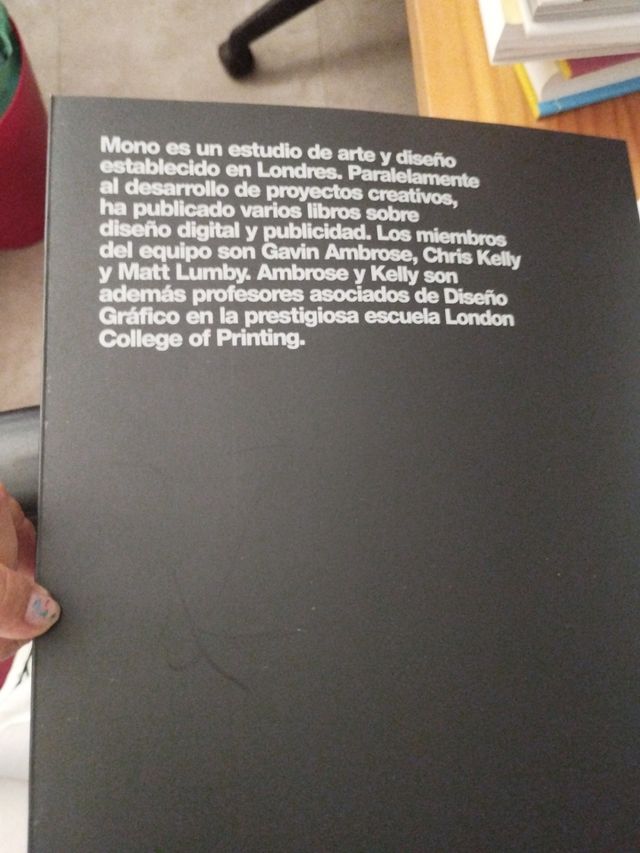 Mono es un estudio de arte y diseño
establecido en Londres. Paralelamente
al desarrollo de proyectos creativos,
ha publicado varios libros sobre
diseño digital y publicidad. Los miembros
del equipo son Gavin Ambrose, Chris Kelly
y Matt Lumby. Ambrose y Kelly son
además profesores asociados de Diseño
Gráfico en la prestigiosa escuela London
College of Printing.